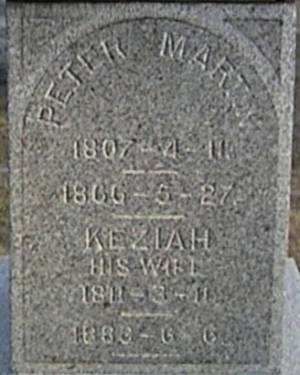 PETER MARTIN
1807-4-11.
1866-5-27.
KEZIAH
HIS WIFE
1811-3-11.
1883-6-6.